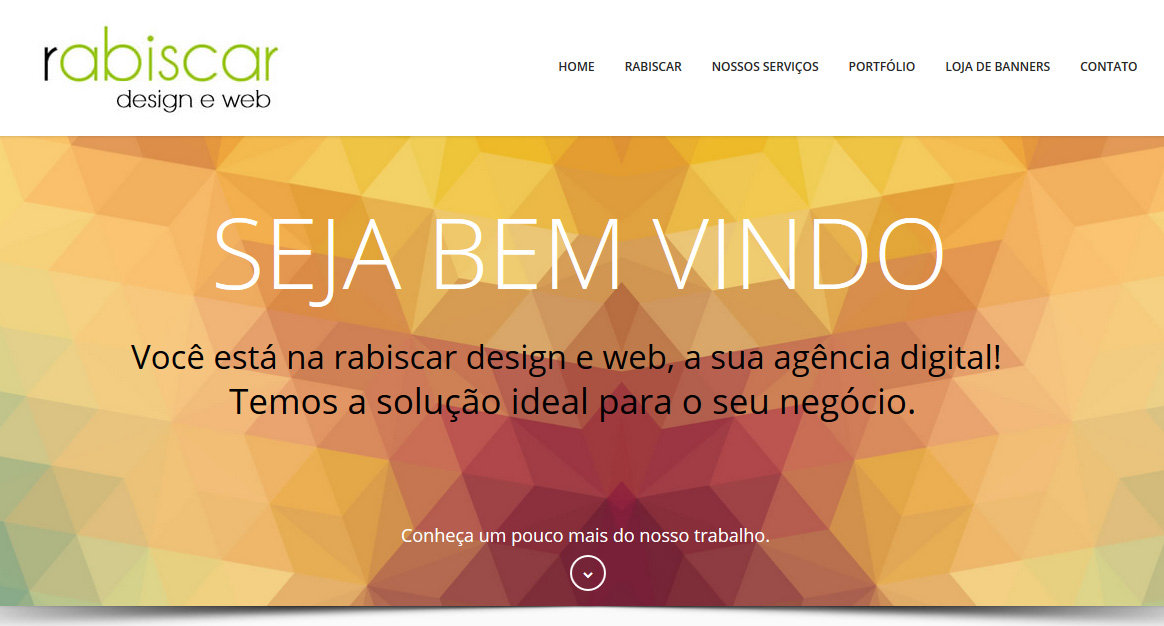 rabiscar
design e web
HOME RABISCAR NOSSOS SERVIÇOS PORTFÓLIO LOJA DE BANNERS CONTATO
SEJA BEM VINDO
Você está na rabiscar design e web, a sua agência digital!
Temos a solução ideal para o seu negócio.
Conheça um pouco mais do nosso trabalho.